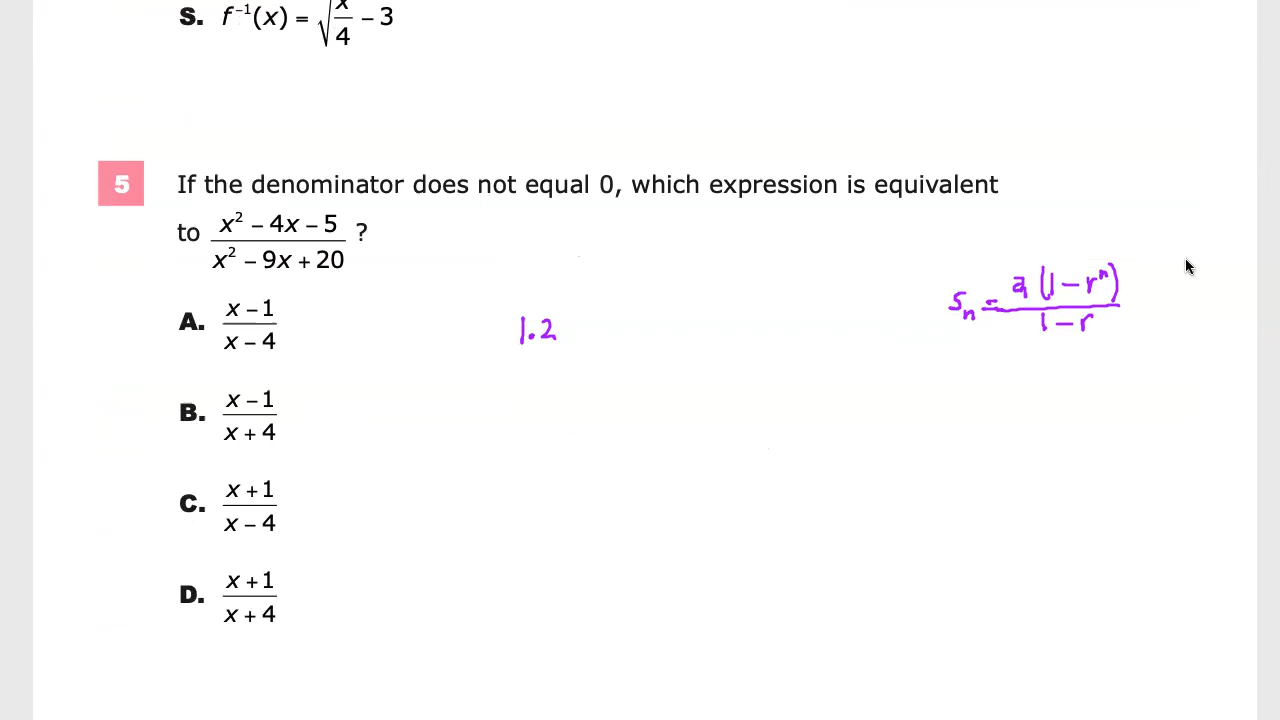 S. f⁻¹(x) = √(x/4) – 3
5 If the denominator does not equal 0, which expression is equivalent
to (x² – 4x – 5)/(x² – 9x + 20) ?
A. (x – 1)/(x – 4)
1.2
Sn = a₁(1 – rⁿ)/(1 – r)
B. (x – 1)/(x + 4)
C. (x + 1)/(x – 4)
D. (x + 1)/(x + 4)